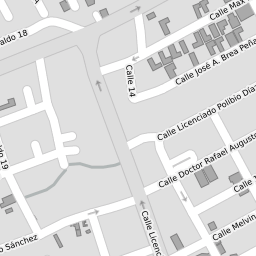 aldo 18
Calle Max
Calle 14
Calle José A. Brea Peña
Calle Licenciado Polibio Díaz
Calle Doctor Rafael Augusto
aldo 19
o Sánchez
Calle Licenc
Calle Melvin
Calle